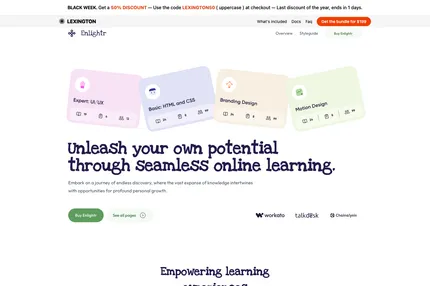 BLACK WEEK. Get a 50% DISCOUNT — Use the code LEXINGTON50 ( uppercase ) at checkout — Last discount of the year, ends in 1 days.
LEXINGTON
What's included Docs Faq Get the bundle for $198
Enlightr
Overview Styleguide Buy Enlightr
Expert: UI/UX
Basic: HTML and CSS
Branding Design
Motion Design
Unleash your own potential
through seamless online learning.
Embark on a journey of endless discovery, where the vast expanse of knowledge intertwines
with opportunities for profound personal growth.
Buy Enlightr See all pages
workato talkdesk Chainalysis
Empowering learning
experiences